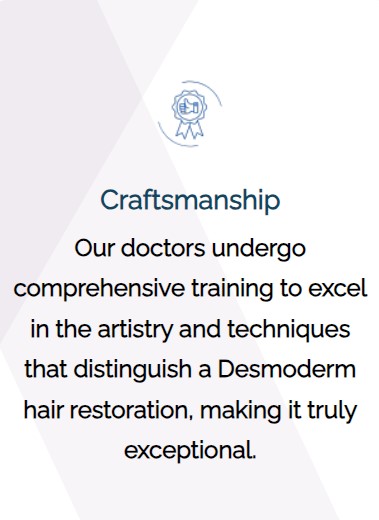 Craftsmanship
Our doctors undergo
comprehensive training to excel
in the artistry and techniques
that distinguish a Desmoderm
hair restoration, making it truly
exceptional.